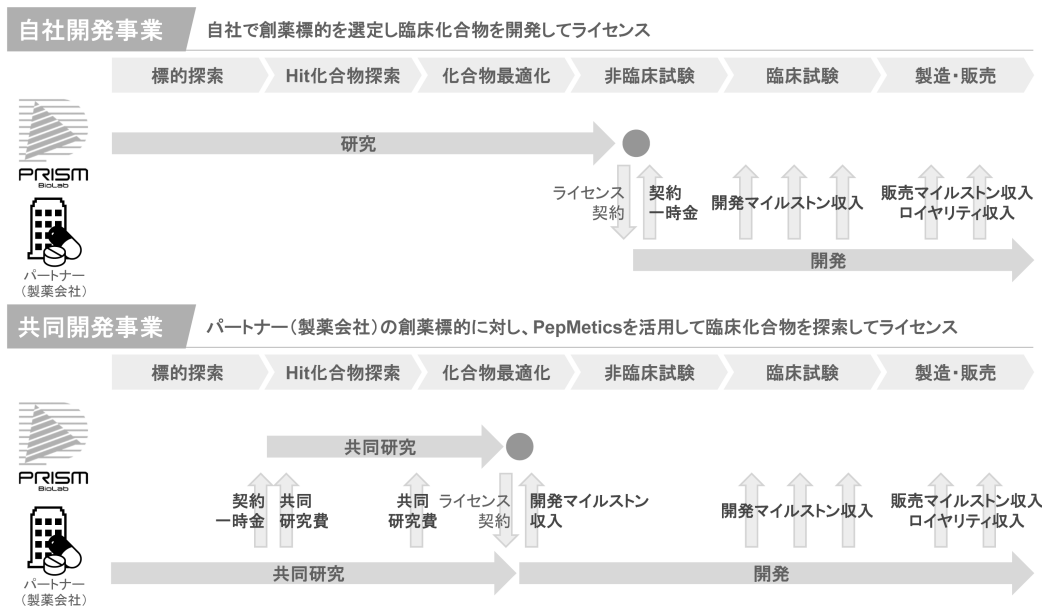 自社開発事業
自社で創薬標的を選定し臨床化合物を開発してライセンス
標的探索
Hit化合物探索
化合物最適化
非臨床試験
臨床試験
製造・販売
PRISM
BioLab
研究
ライセンス
契約
契約
一時金
開発マイルストン収入
販売マイルストン収入
ロイヤリティ収入
パートナー
（製薬会社）
開発
共同開発事業
パートナー（製薬会社）の創薬標的に対し、PepMeticsを活用して臨床化合物を探索してライセンス
標的探索
Hit化合物探索
化合物最適化
非臨床試験
臨床試験
製造・販売
PRISM
BioLab
共同研究
契約
一時金
共同
研究費
共同
研究費
ライセンス
契約
開発マイルストン
収入
開発マイルストン収入
販売マイルストン収入
ロイヤリティ収入
パートナー
（製薬会社）
共同研究
開発